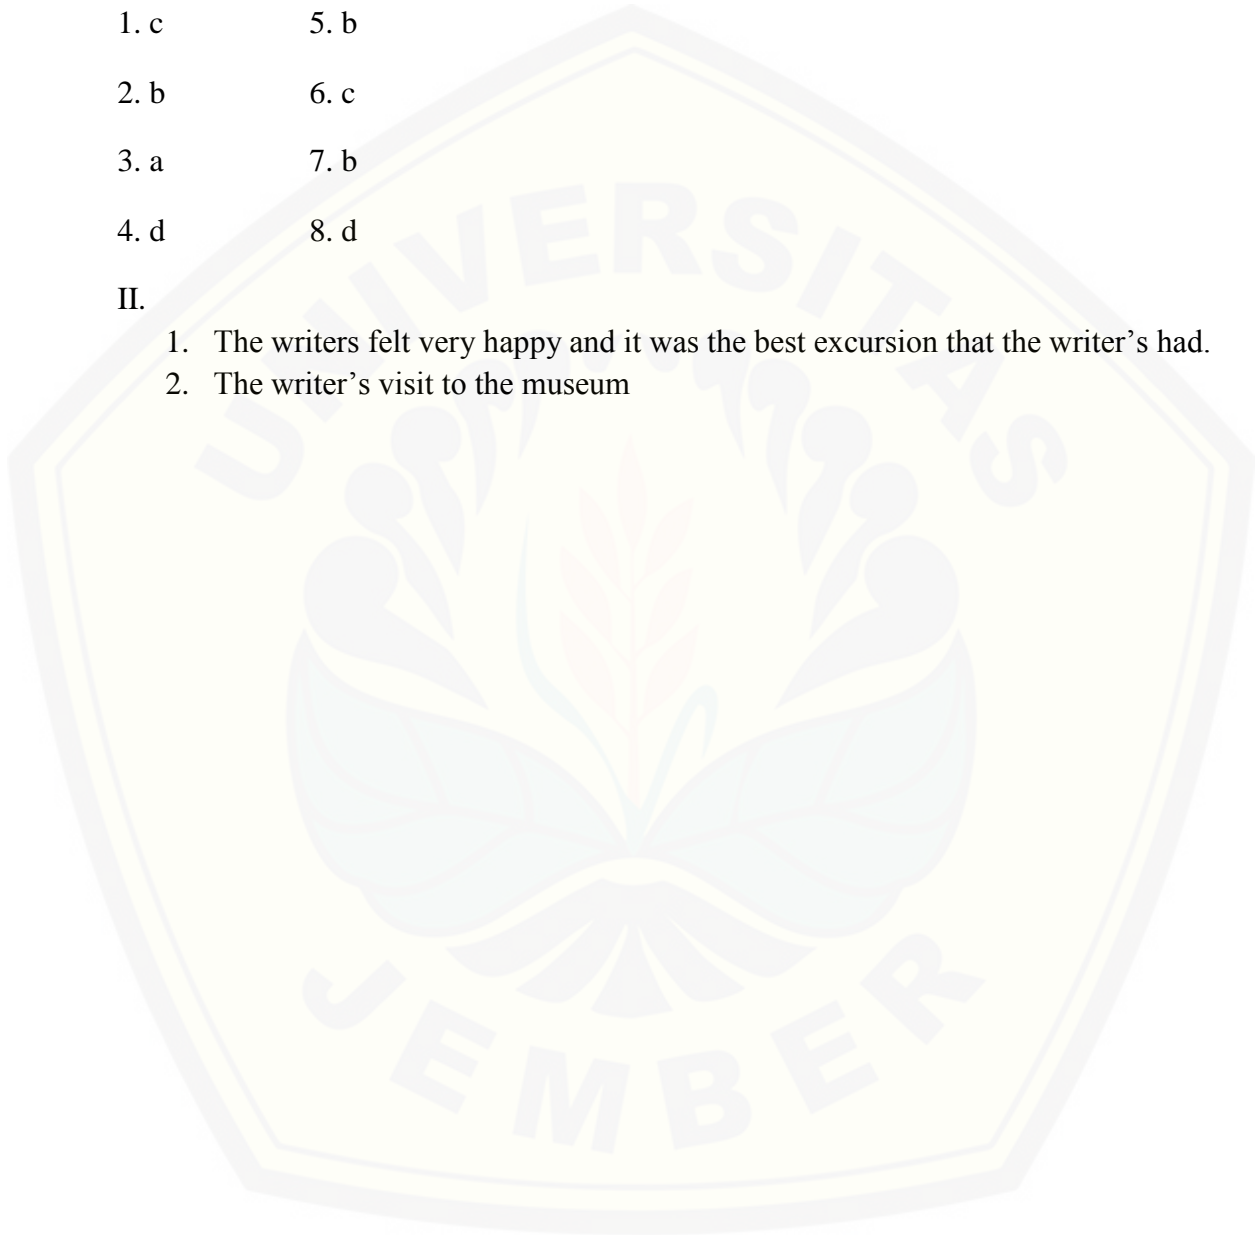 1. c 5. b
2. b 6. c
3. a 7. b
4. d 8. d
II.
1. The writers felt very happy and it was the best excursion that the writer’s had.
2. The writer’s visit to the museum
UNIVERSITAS
JEMBER